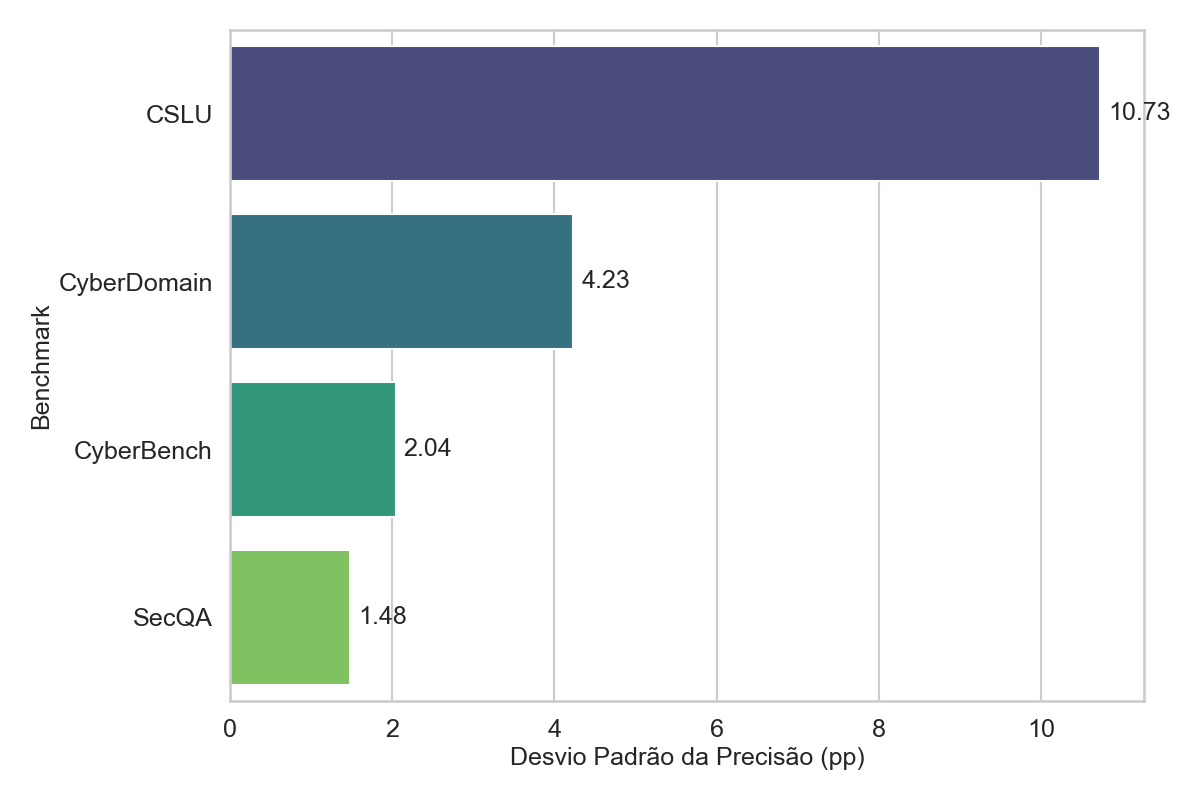 CSLU
10.73
CyberDomain
4.23
CyberBench
2.04
SecQA
1.48
Benchmark
0 2 4 6 8 10
Desvio Padrão da Precisão (pp)